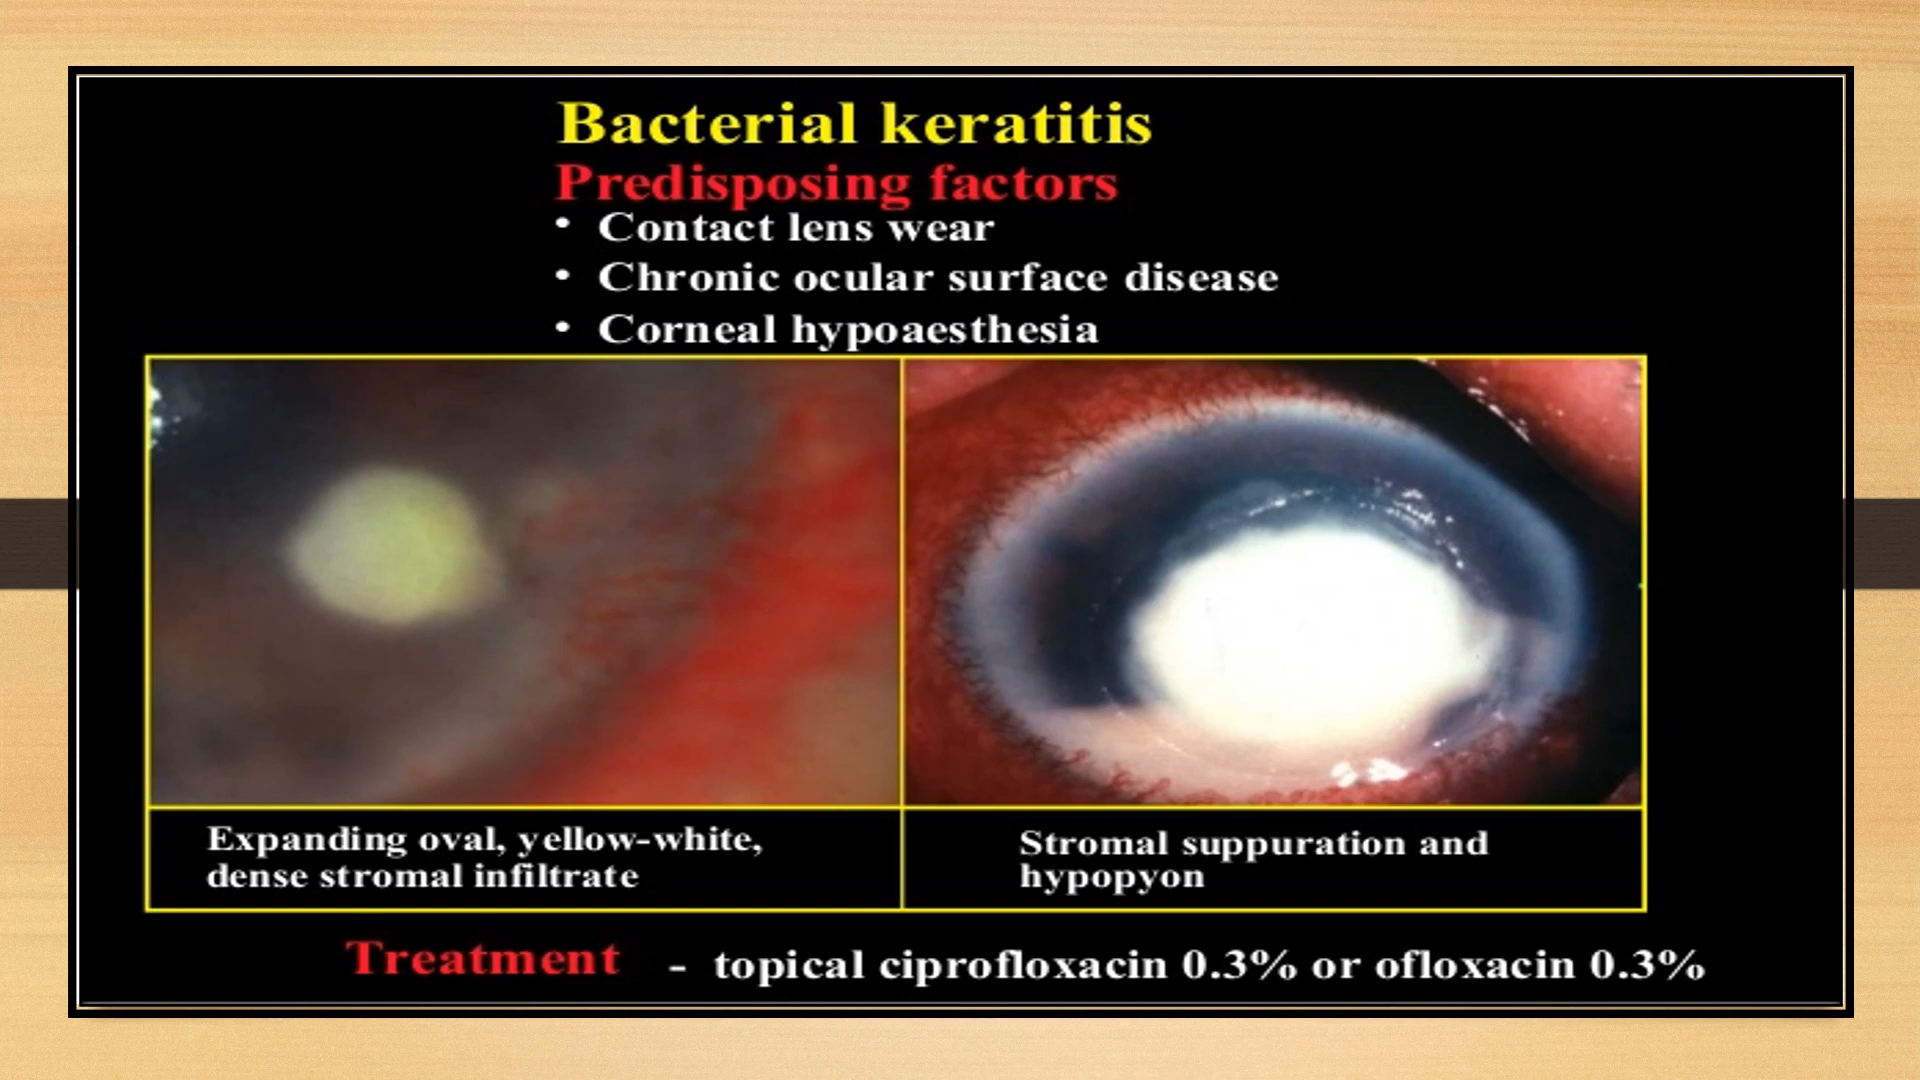 Bacterial keratitis
Predisposing factors
• Contact lens wear
• Chronic ocular surface disease
• Corneal hypoaesthesia
Expanding oval, yellow-white,
dense stromal infiltrate
Stromal suppuration and
hypopyon
Treatment - topical ciprofloxacin 0.3% or ofloxacin 0.3%